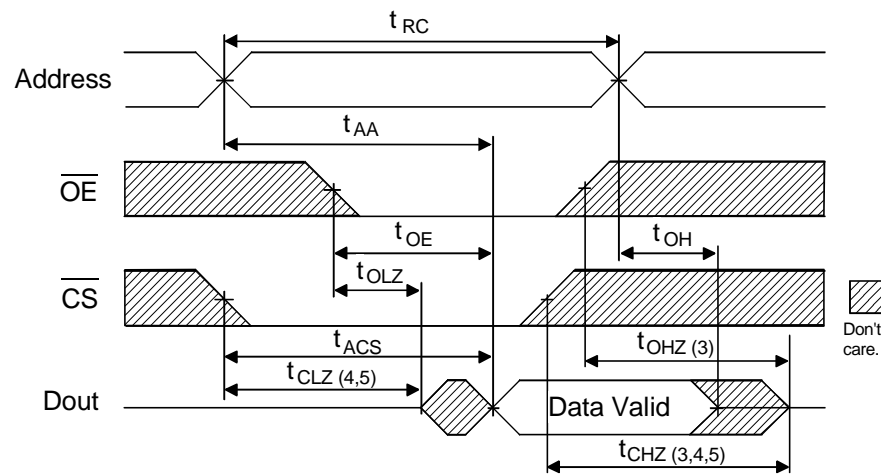 tRC
Address
tAA
OE
tOE
tOH
tOLZ
CS
tACS
tOHZ (3)
Don't
care.
tCLZ (4,5)
Dout
Data Valid
tCHZ (3,4,5)